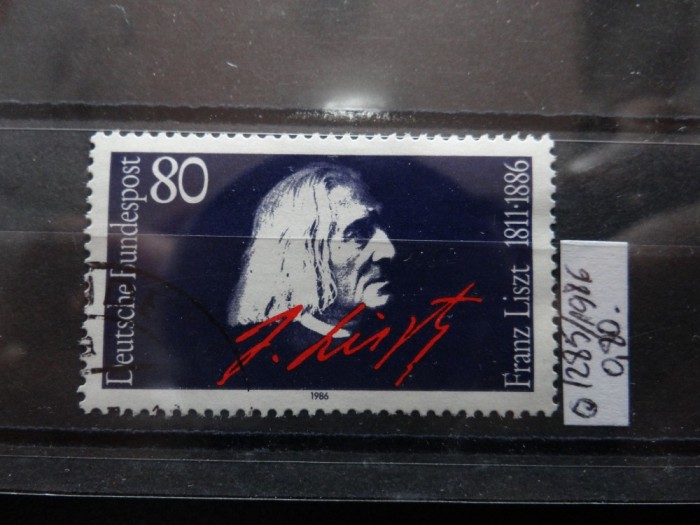 Deutsche Bundespost
80
F. Liszt
Franz Liszt 1811·1886
1986
1285/1986
0,80.